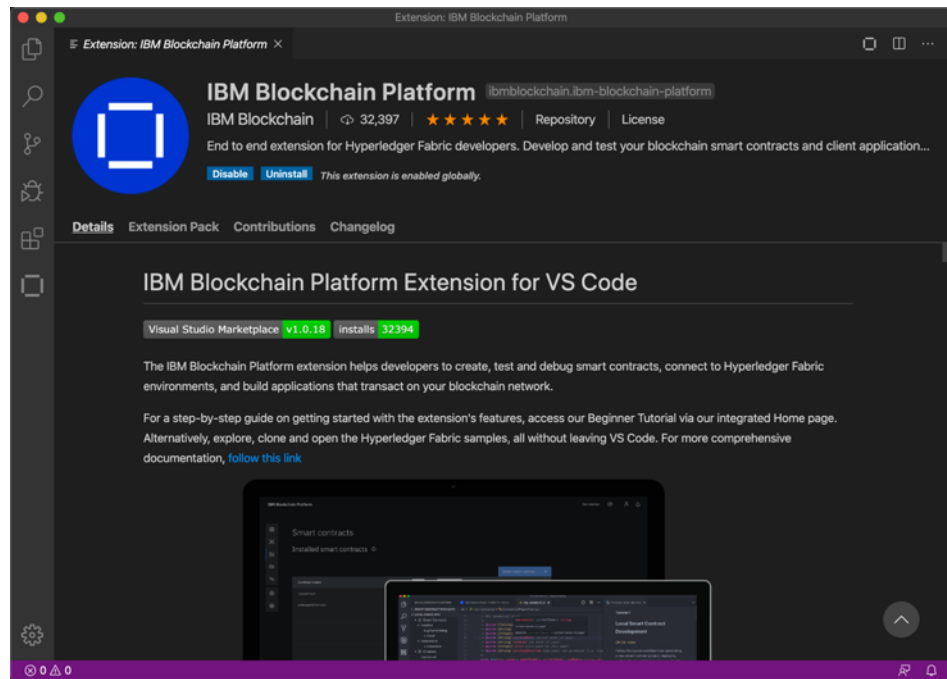 Extension: IBM Blockchain Platform
Extension: IBM Blockchain Platform
IBM Blockchain Platform ibmblockchain.ibm-blockchain-platform
IBM Blockchain 32,397 Repository License
End to end extension for Hyperledger Fabric developers. Develop and test your blockchain smart contracts and client application...
Disable Uninstall This extension is enabled globally.
Details Extension Pack Contributions Changelog
IBM Blockchain Platform Extension for VS Code
Visual Studio Marketplace v1.0.18 installs 32394
The IBM Blockchain Platform extension helps developers to create, test and debug smart contracts, connect to Hyperledger Fabric
environments, and build applications that transact on your blockchain network.
For a step-by-step guide on getting started with the extension's features, access our Beginner Tutorial via our integrated Home page.
Alternatively, explore, clone and open the Hyperledger Fabric samples, all without leaving VS Code. For more comprehensive
documentation, follow this link
Smart contracts
Installed smart contracts
Local Smart Contract
Development
0 0